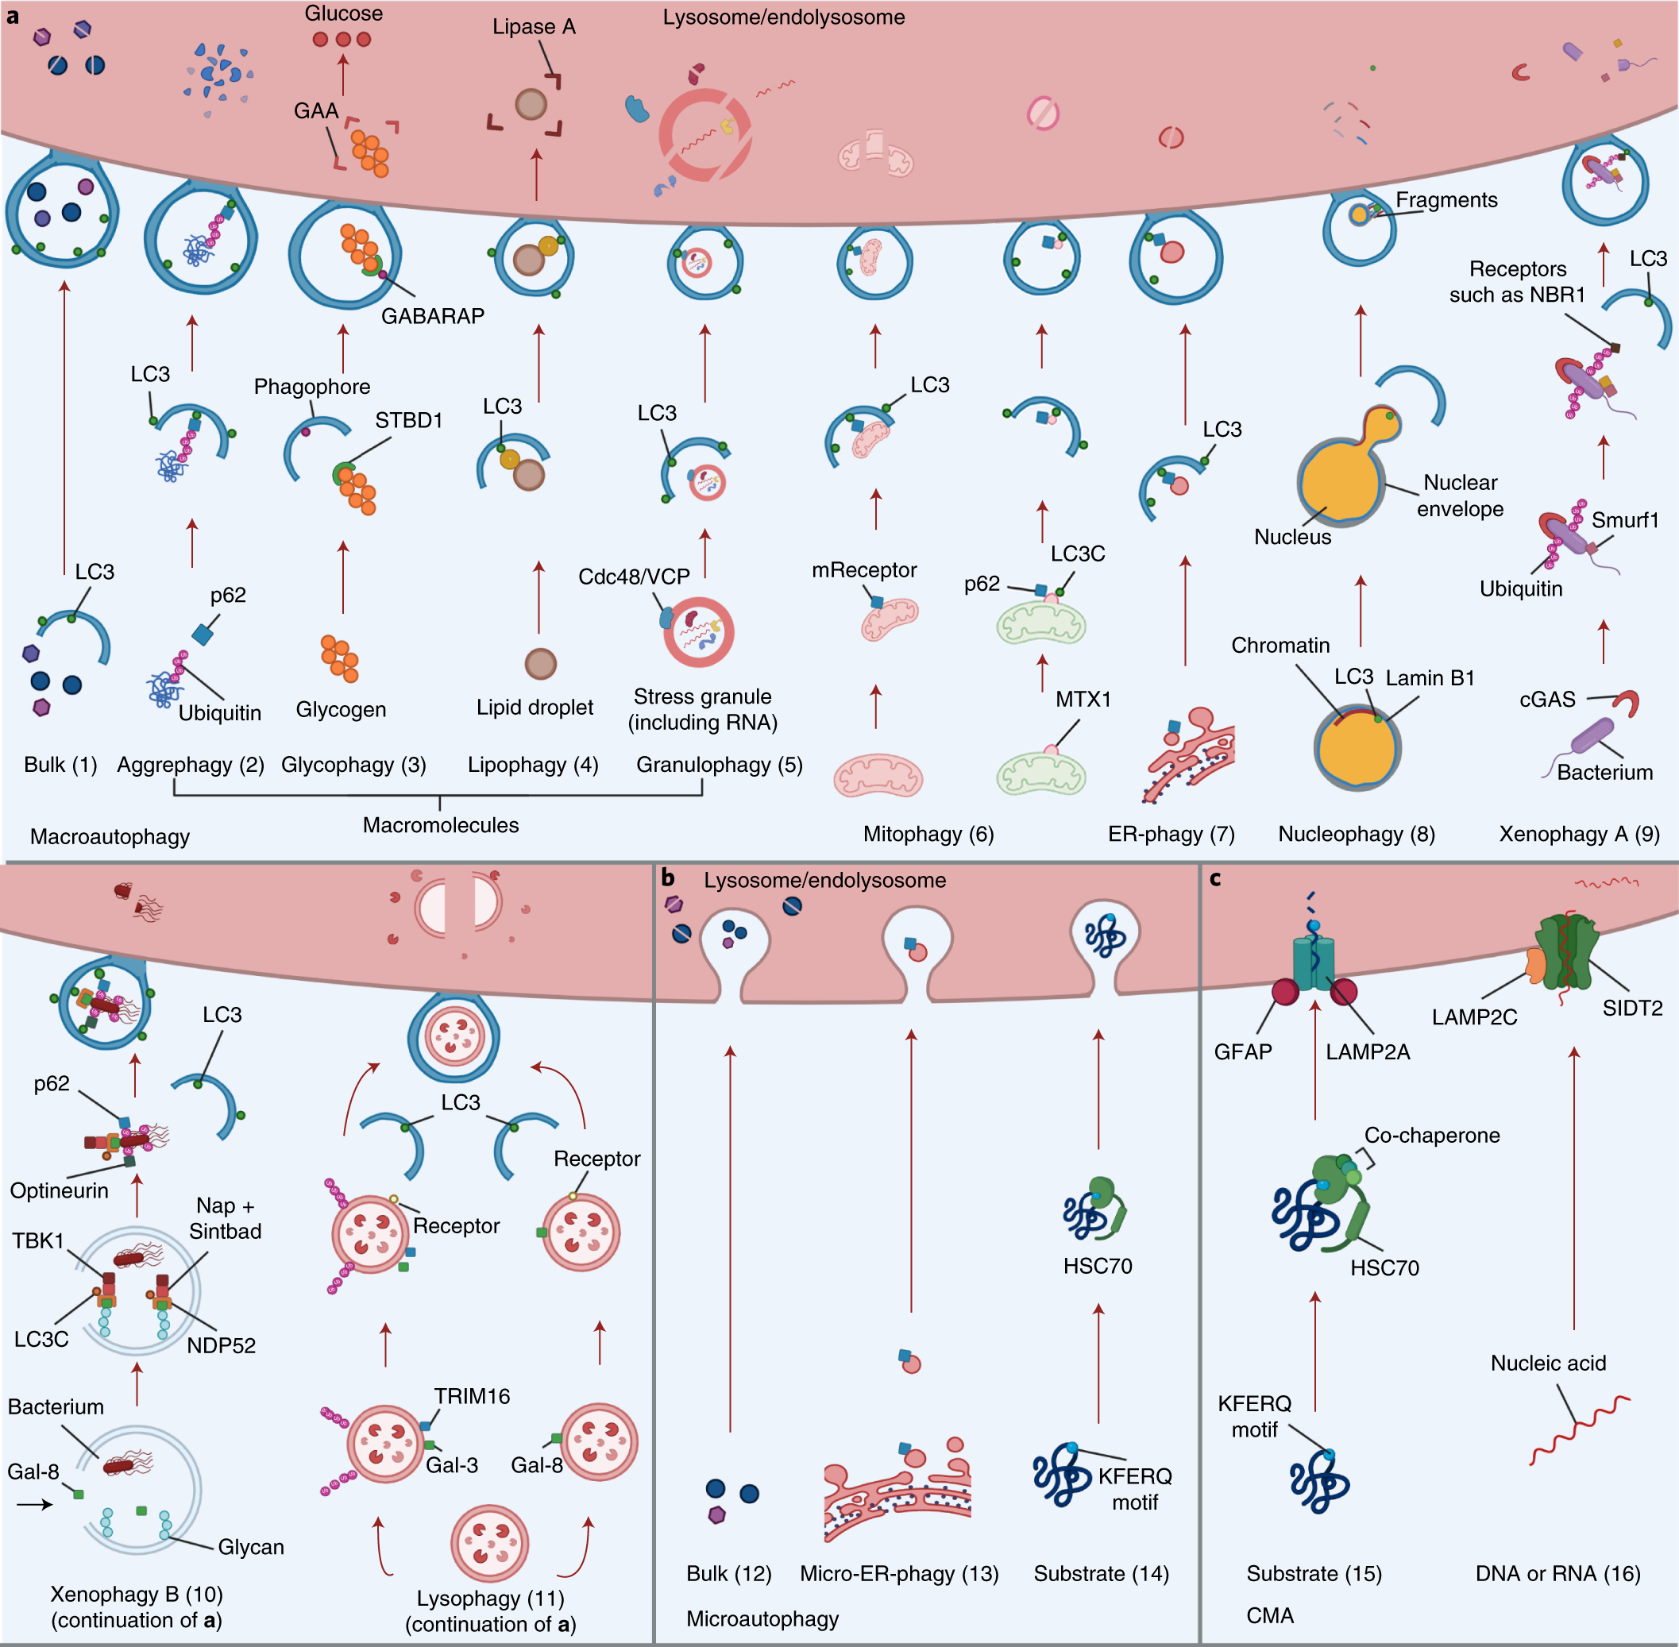 a
Glucose
Lipase A
Lysosome/endolysosome
GAA
Fragments
GABARAP
Receptors
such as NBR1
LC3
LC3
Phagophore
STBD1
LC3
LC3
LC3
LC3
Nuclear
envelope
Nucleus
Smurf1
Ubiquitin
LC3
p62
Cdc48/VCP
mReceptor
p62
LC3C
Chromatin
LC3
Lamin B1
cGAS
Ubiquitin
Glycogen
Lipid droplet
Stress granule
(including RNA)
MTX1
Bacterium
Bulk (1)
Aggrephagy (2)
Glycophagy (3)
Lipophagy (4)
Granulophagy (5)
Macromolecules
Macroautophagy
Mitophagy (6)
ER-phagy (7)
Nucleophagy (8)
Xenophagy A (9)
LC3
p62
Optineurin
TBK1
Nap +
Sintbad
LC3C
NDP52
Bacterium
Gal-8
Glycan
Xenophagy B (10)
(continuation of a)
LC3
Receptor
Receptor
TRIM16
Gal-3
Gal-8
Lysophagy (11)
(continuation of a)
b
Lysosome/endolysosome
HSC70
KFERQ
motif
Bulk (12)
Micro-ER-phagy (13)
Substrate (14)
Microautophagy
c
GFAP
LAMP2A
LAMP2C
SIDT2
Co-chaperone
HSC70
Nucleic acid
KFERQ
motif
Substrate (15)
DNA or RNA (16)
CMA